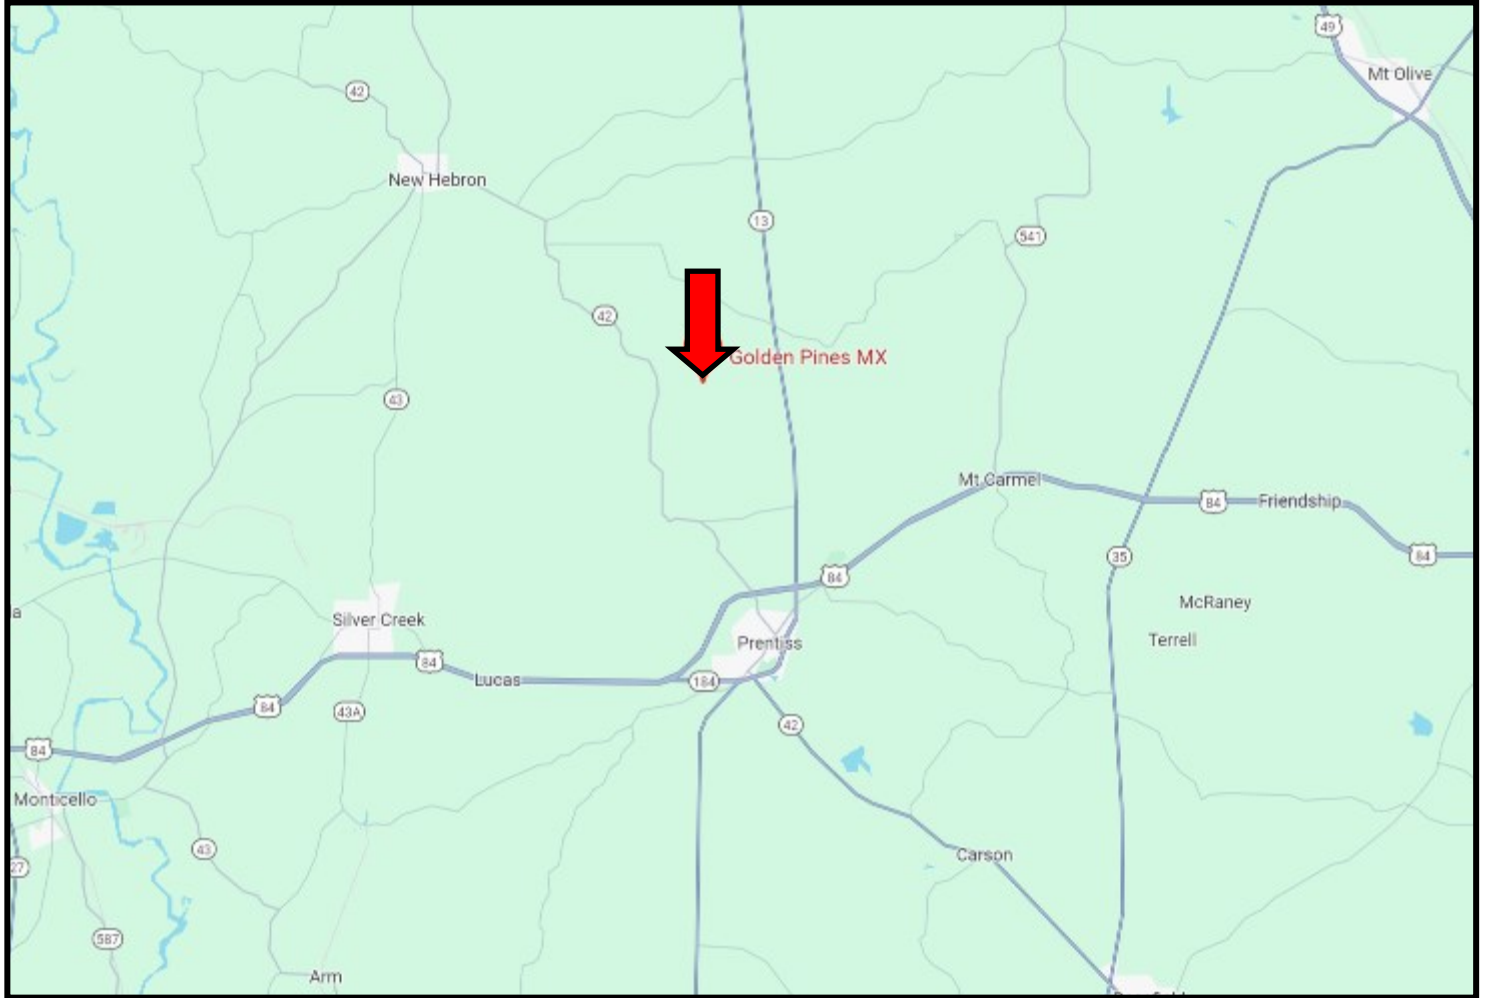 49
Mt Olive
42
New Hebron
13
541
42
Golden Pines MX
43
Mt Carmel
84
Friendship
84
35
84
McRaney
a
Silver Creek
Terrell
Prentiss
84
Lucas
184
84
43A
42
84
Monticello
43
Carson
27
587
Arm